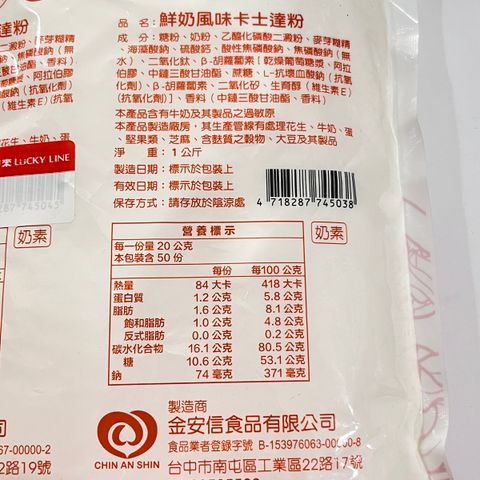 達粉
品 名：鮮奶風味卡士達粉
成 分：糖粉、奶粉、乙醯化磷酸二澱粉、麥芽糊精
、海藻酸鈉、硫酸鈣、酸性焦磷酸鈉、焦磷酸鈉(無
水)、二氧化鈦、β-胡蘿蔔素〔乾燥葡萄糖漿、阿拉
伯膠、中鏈三酸甘油酯、蔗糖、L-抗壞血酸鈉(抗氧
化劑)、β-胡蘿蔔素、二氧化矽、生育醇(維生素E)
(抗氧化劑)〕、香料(中鏈三酸甘油酯、香料)
本產品含有牛奶及其製品之過敏原
本產品製造廠房，其生產管線有處理花生、牛奶、蛋
、堅果類、芝麻、含麩質之穀物、大豆及其製品
淨 重：1公斤
製造日期：標示於包裝上
有效日期：標示於包裝上
保存方式：請存放於陰涼處
4 718287 745038
LUCKY LINE
287 745045
奶素
營養標示
奶素
每一份量 20 公克
本包裝含 50 份
每份 每100公克
熱量 84 大卡 418 大卡
蛋白質 1.2 公克 5.8 公克
脂肪 1.6 公克 8.1 公克
飽和脂肪 1.0 公克 4.8 公克
反式脂肪 0.0 公克 0.2 公克
碳水化合物 16.1 公克 80.5 公克
糖 10.6 公克 53.1 公克
鈉 74 毫克 371 毫克
製造商
金安信食品有限公司
食品業者登錄字號 B-153976063-00000-8
台中市南屯區工業區22路17號
CHIN AN SHIN
司
67-00000-2
2路19號